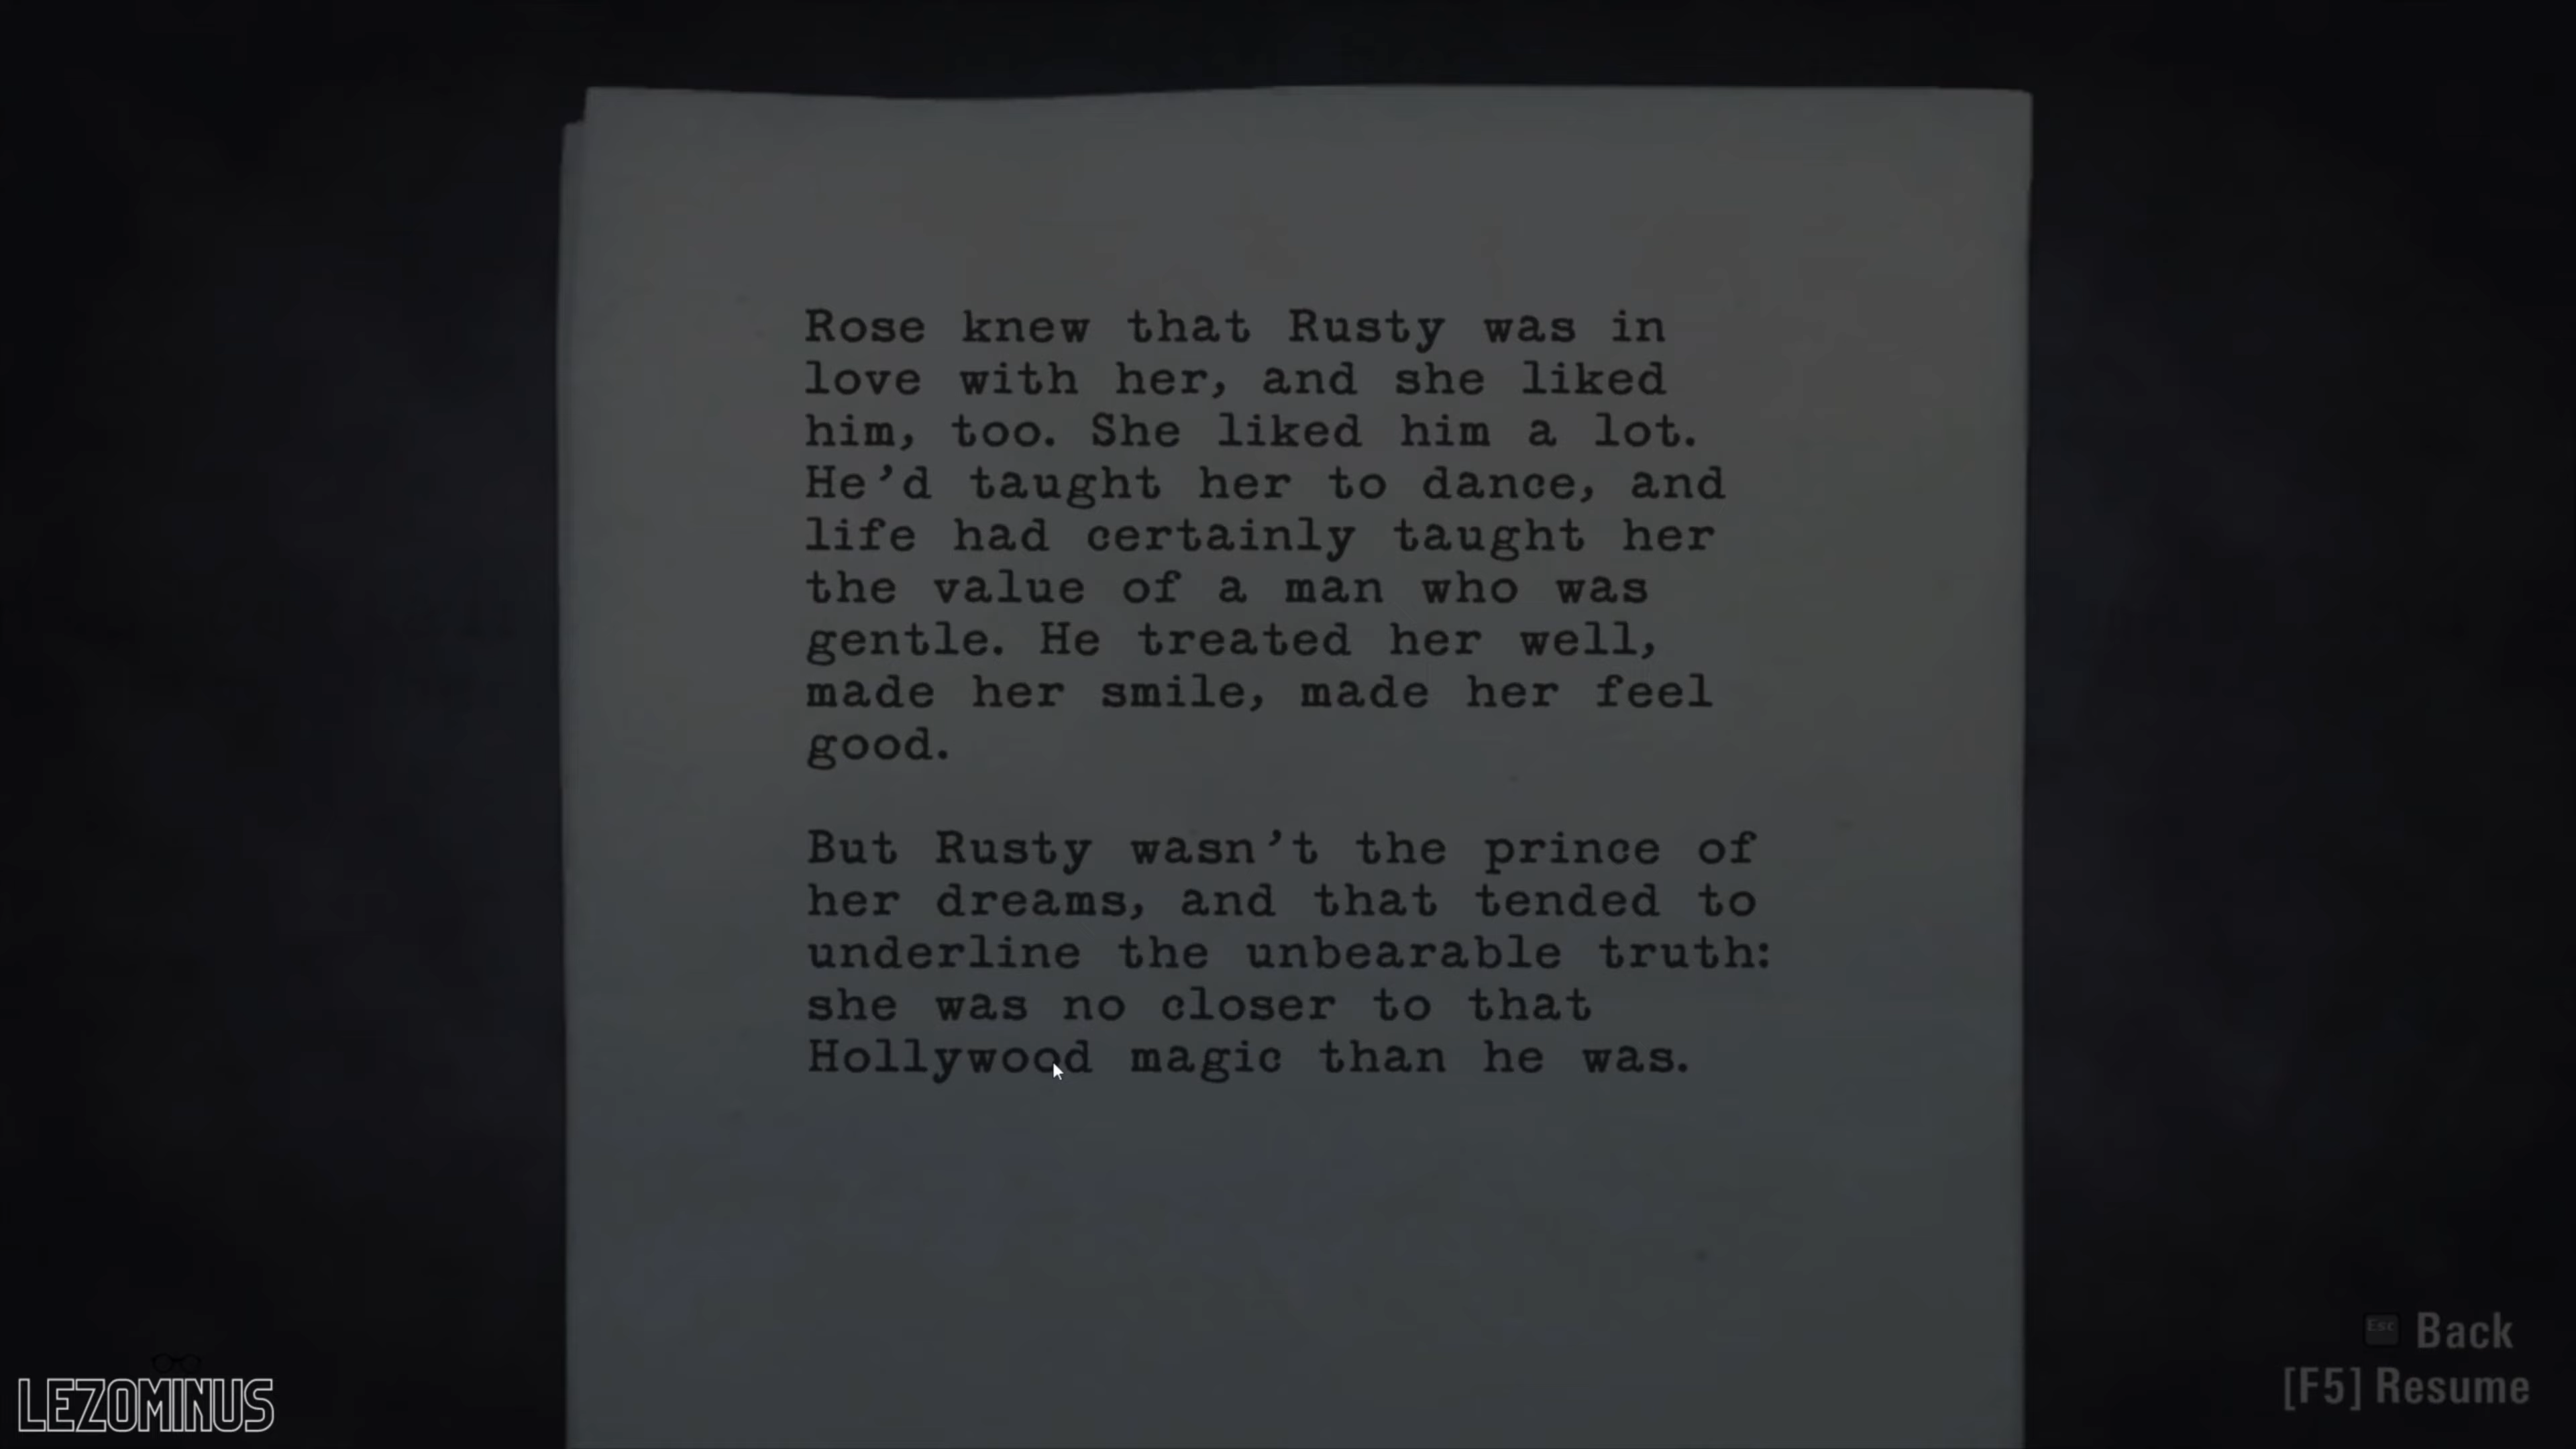 Rose knew that Rusty was in
love with her, and she liked
him, too. She liked him a lot.
He’d taught her to dance, and
life had certainly taught her
the value of a man who was
gentle. He treated her well,
made her smile, made her feel
good.
But Rusty wasn’t the prince of
her dreams, and that tended to
underline the unbearable truth:
she was no closer to that
Hollywood magic than he was.
Esc Back
[F5] Resume
LEZOMINUS